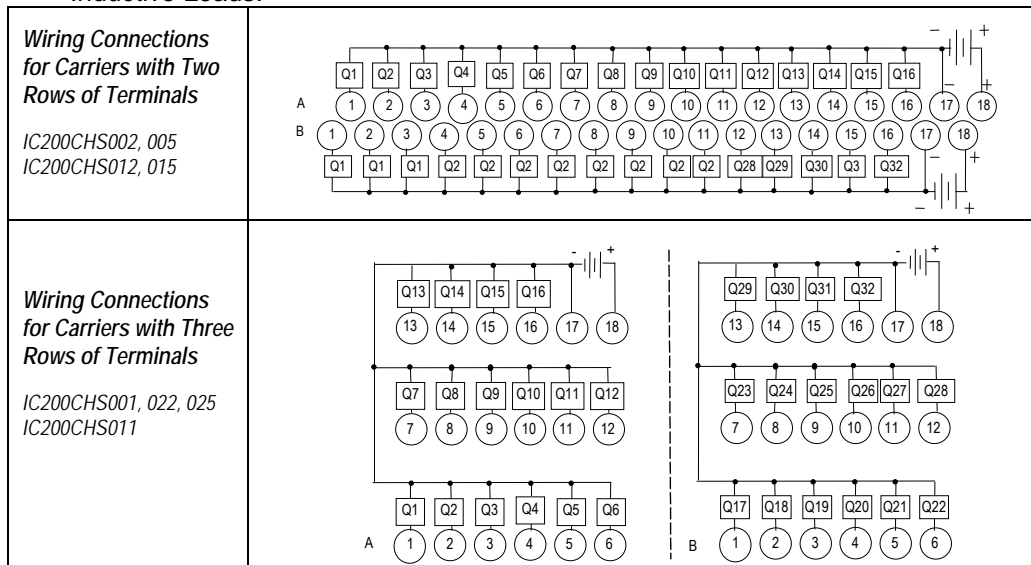 Wiring Connections
for Carriers with Two
Rows of Terminals
IC200CHS002, 005
IC200CHS012, 015
− +
Q1 Q2 Q3 Q4 Q5 Q6 Q7 Q8 Q9 Q10 Q11 Q12 Q13 Q14 Q15 Q16 − +
A 1 2 3 4 5 6 7 8 9 10 11 12 13 14 15 16 17 18
B 1 2 3 4 5 6 7 8 9 10 11 12 13 14 15 16 17 18
Q1 Q1 Q1 Q2 Q2 Q2 Q2 Q2 Q2 Q2 Q2 Q28 Q29 Q30 Q3 Q32 − +
− +
Wiring Connections
for Carriers with Three
Rows of Terminals
IC200CHS001, 022, 025
IC200CHS011
- +
Q13 Q14 Q15 Q16
13 14 15 16 17 18
Q7 Q8 Q9 Q10 Q11 Q12
7 8 9 10 11 12
Q1 Q2 Q3 Q4 Q5 Q6
A 1 2 3 4 5 6
- +
Q29 Q30 Q31 Q32
13 14 15 16 17 18
Q23 Q24 Q25 Q26 Q27 Q28
7 8 9 10 11 12
Q17 Q18 Q19 Q20 Q21 Q22
B 1 2 3 4 5 6